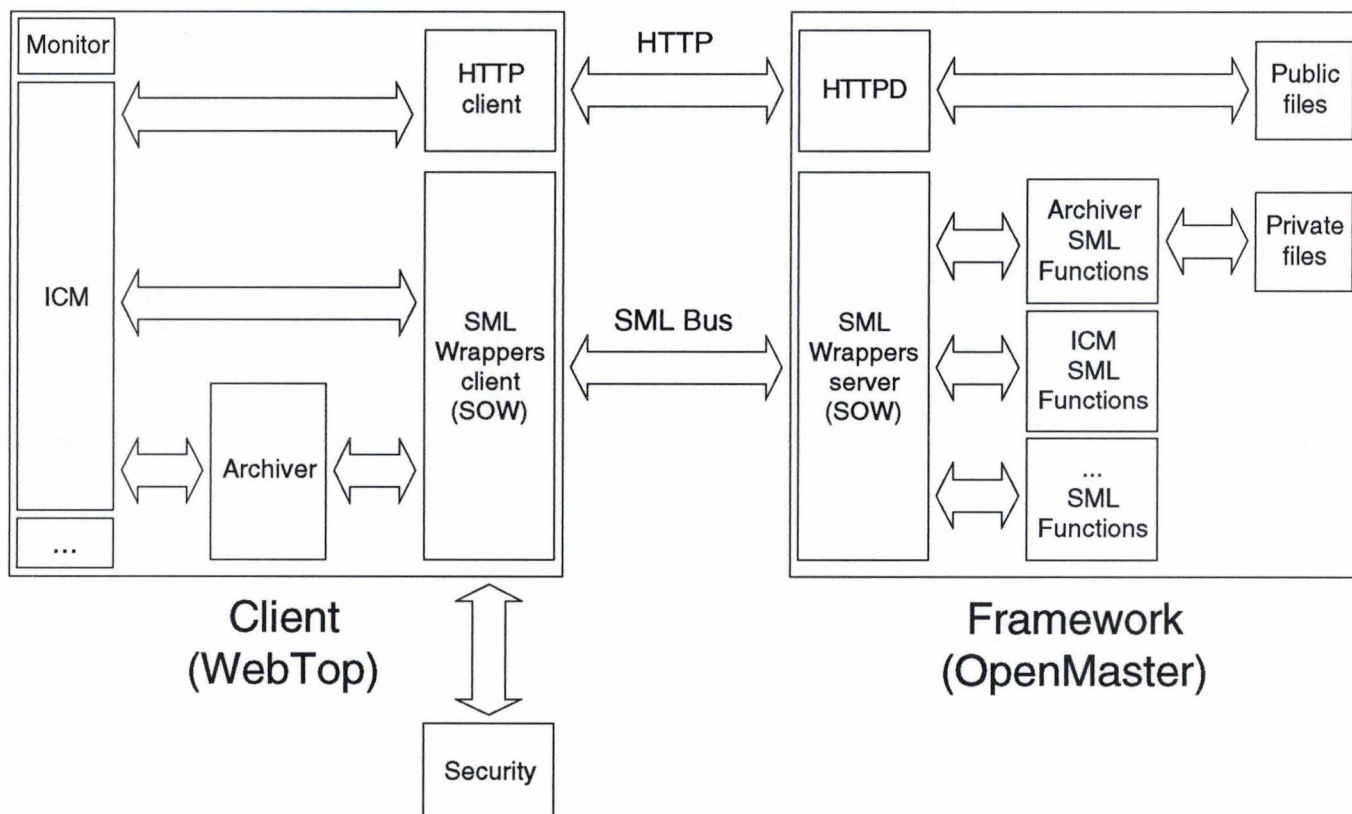 Monitor
ICM
...
HTTP
client
SML
Wrappers
client
(SOW)
Archiver
Client
(WebTop)
Security
HTTP
SML Bus
HTTPD
SML
Wrappers
server
(SOW)
Archiver
SML
Functions
ICM
SML
Functions
...
SML
Functions
Public
files
Private
files
Framework
(OpenMaster)